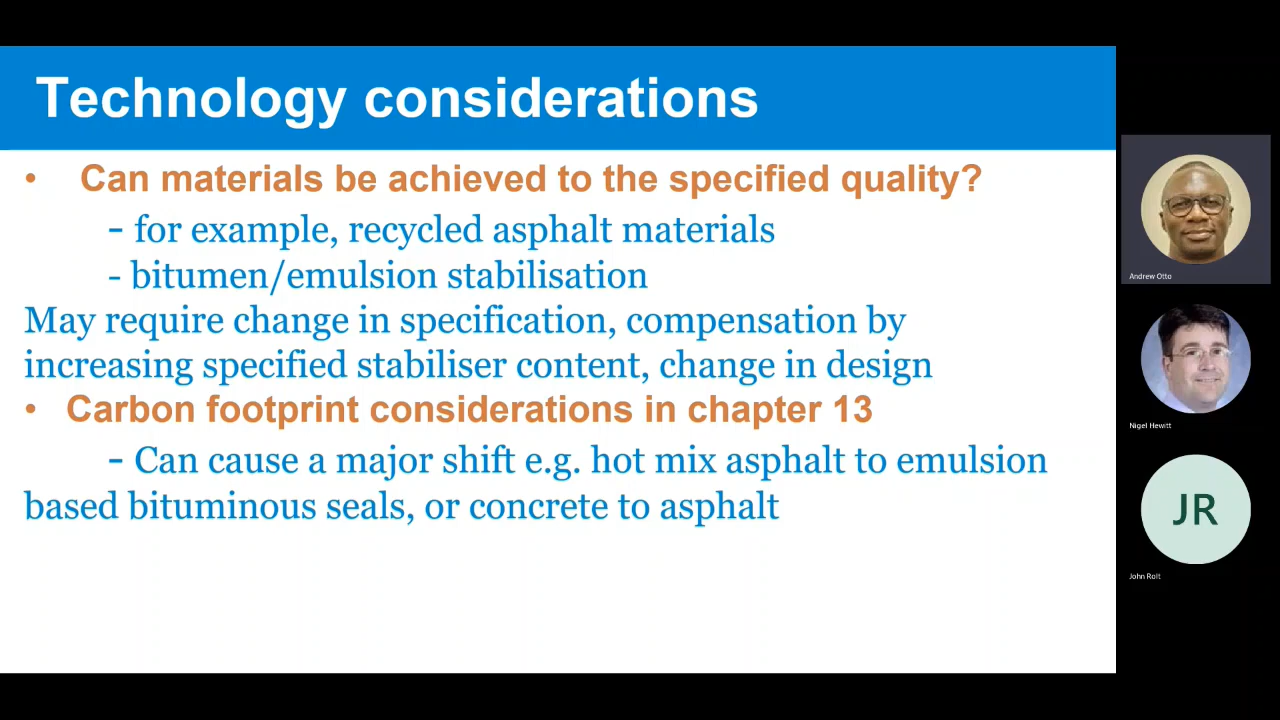 Technology considerations
• Can materials be achieved to the specified quality?
- for example, recycled asphalt materials
- bitumen/emulsion stabilisation
May require change in specification, compensation by
increasing specified stabiliser content, change in design
• Carbon footprint considerations in chapter 13
- Can cause a major shift e.g. hot mix asphalt to emulsion
based bituminous seals, or concrete to asphalt
Andrew Otto
Nigel Hewitt
JR
John Rolt